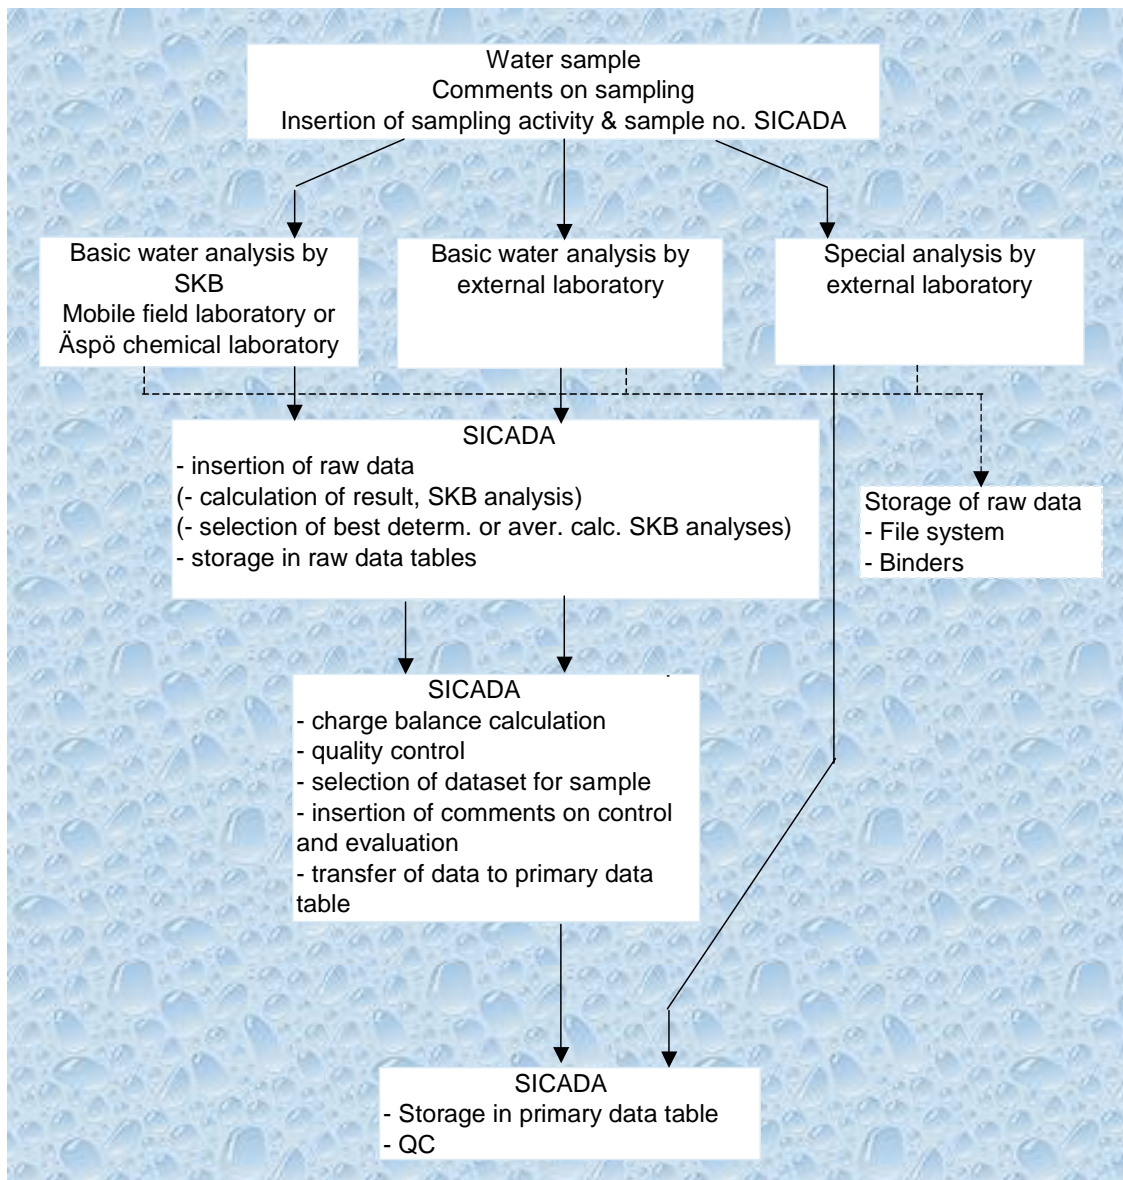 Water sample
Comments on sampling
Insertion of sampling activity & sample no. SICADA
Basic water analysis by
SKB
Mobile field laboratory or
Äspö chemical laboratory
Basic water analysis by
external laboratory
Special analysis by
external laboratory
SICADA
- insertion of raw data
(- calculation of result, SKB analysis)
(- selection of best determ. or aver. calc. SKB analyses)
- storage in raw data tables
Storage of raw data
- File system
- Binders
SICADA
- charge balance calculation
- quality control
- selection of dataset for sample
- insertion of comments on control
and evaluation
- transfer of data to primary data
table
SICADA
- Storage in primary data table
- QC